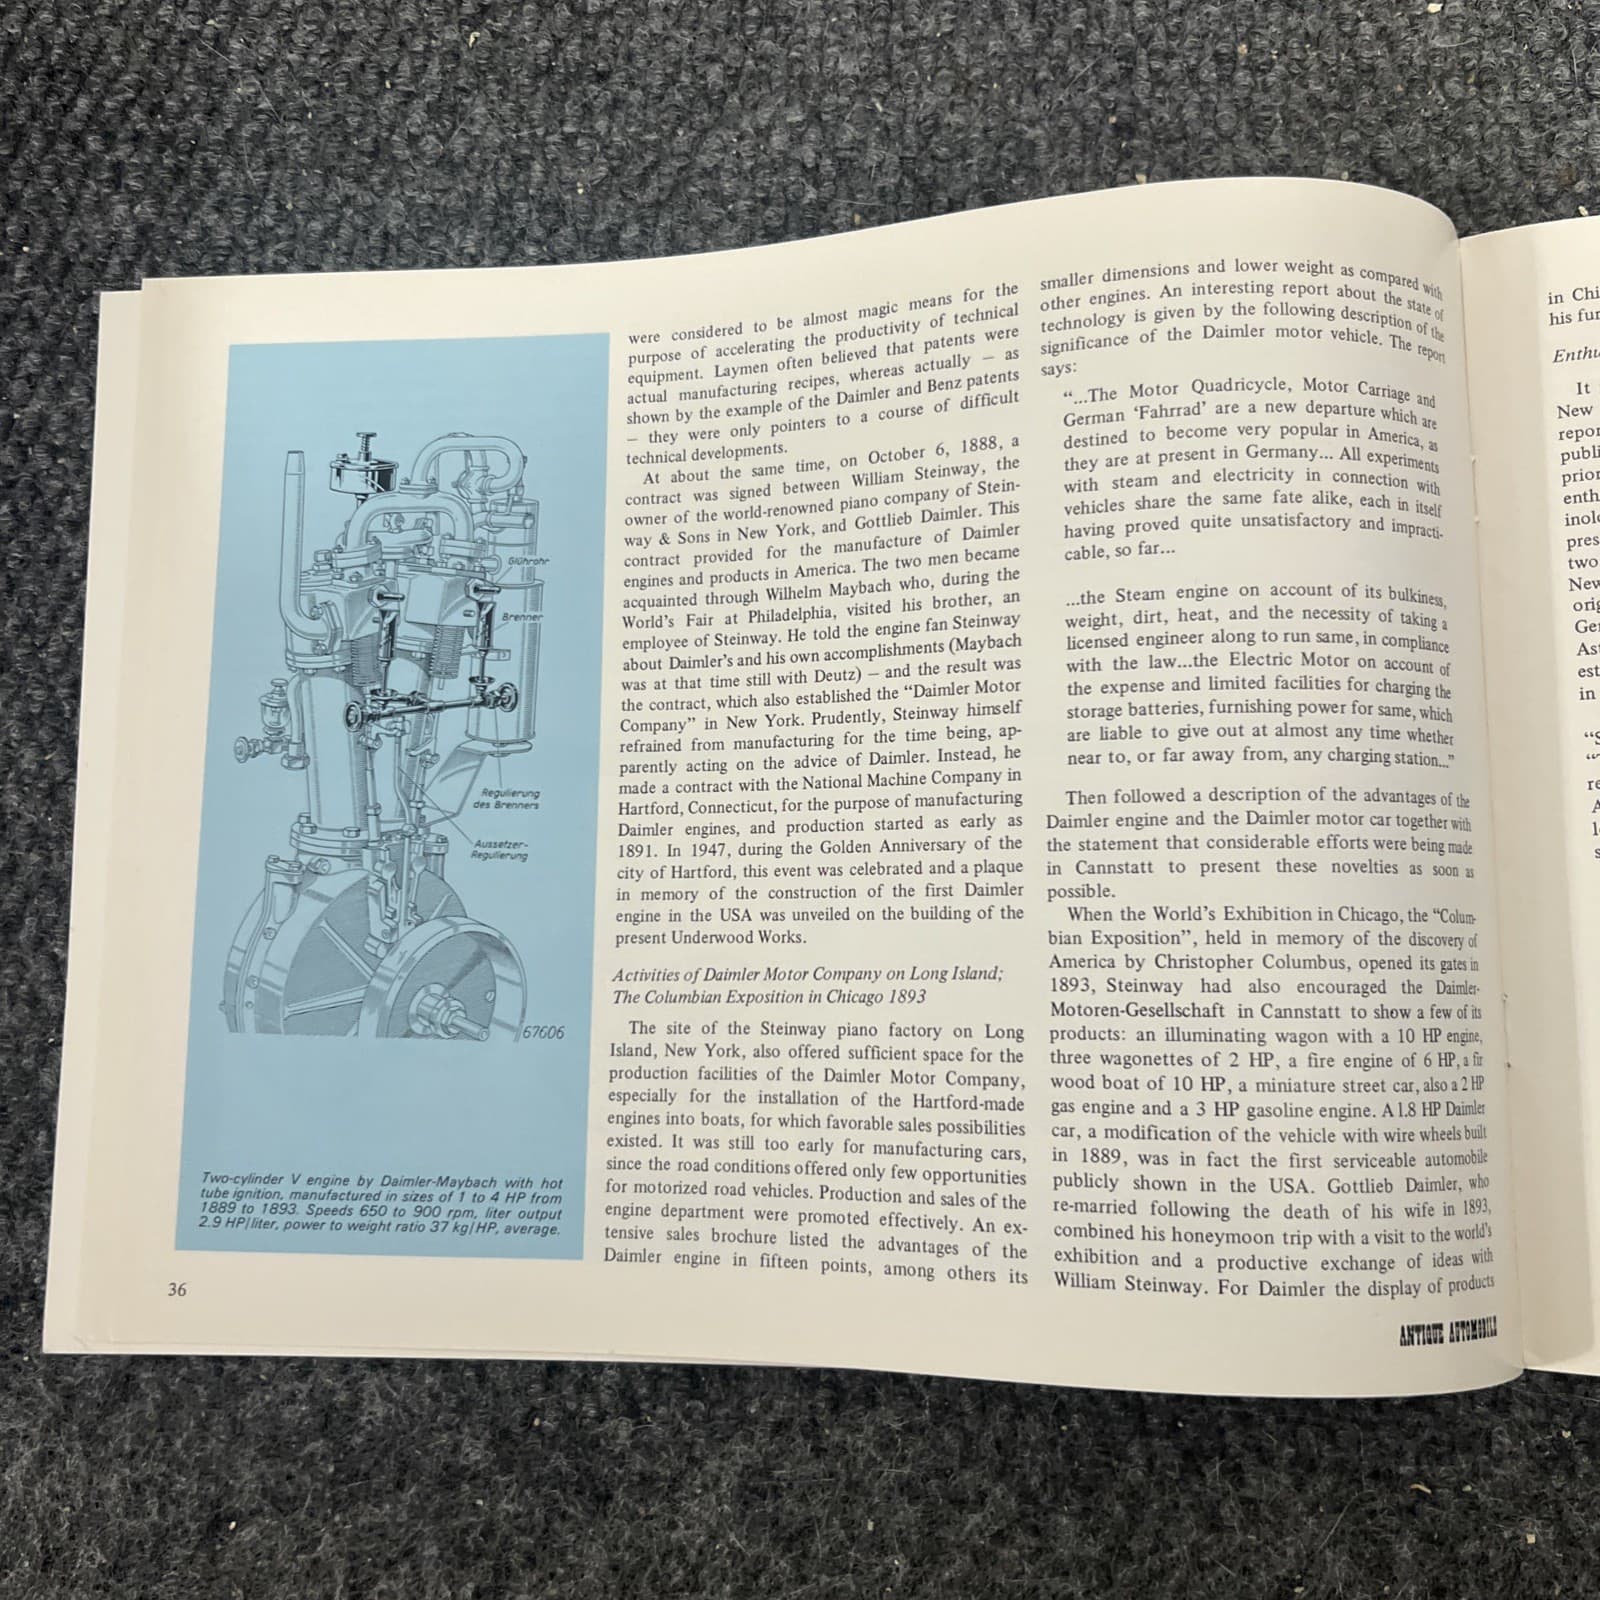 Glührohr
Brenner
Regulierung
des Brenners
Aussetzer-
Regulierung
67606
Two-cylinder V engine by Daimler-Maybach with hot
tube ignition, manufactured in sizes of 1 to 4 HP from
1889 to 1893. Speeds 650 to 900 rpm, liter output
2.9 HP/liter, power to weight ratio 37 kg/HP, average.
36
were considered to be almost magic means for the
purpose of accelerating the productivity of technical
equipment. Laymen often believed that patents were
actual manufacturing recipes, whereas actually — as
shown by the example of the Daimler and Benz patents
— they were only pointers to a course of difficult
technical developments.
At about the same time, on October 6, 1888, a
contract was signed between William Steinway, the
owner of the world-renowned piano company of Stein-
way & Sons in New York, and Gottlieb Daimler. This
contract provided for the manufacture of Daimler
engines and products in America. The two men became
acquainted through Wilhelm Maybach who, during the
World's Fair at Philadelphia, visited his brother, an
employee of Steinway. He told the engine fan Steinway
about Daimler's and his own accomplishments (Maybach
was at that time still with Deutz) — and the result was
the contract, which also established the “Daimler Motor
Company” in New York. Prudently, Steinway himself
refrained from manufacturing for the time being, ap-
parently acting on the advice of Daimler. Instead, he
made a contract with the National Machine Company in
Hartford, Connecticut, for the purpose of manufacturing
Daimler engines, and production started as early as
1891. In 1947, during the Golden Anniversary of the
city of Hartford, this event was celebrated and a plaque
in memory of the construction of the first Daimler
engine in the USA was unveiled on the building of the
present Underwood Works.
Activities of Daimler Motor Company on Long Island;
The Columbian Exposition in Chicago 1893
The site of the Steinway piano factory on Long
Island, New York, also offered sufficient space for the
production facilities of the Daimler Motor Company,
especially for the installation of the Hartford-made
engines into boats, for which favorable sales possibilities
existed. It was still too early for manufacturing cars,
since the road conditions offered only few opportunities
for motorized road vehicles. Production and sales of the
engine department were promoted effectively. An ex-
tensive sales brochure listed the advantages of the
Daimler engine in fifteen points, among others its
smaller dimensions and lower weight as compared with
other engines. An interesting report about the state of
technology is given by the following description of the
significance of the Daimler motor vehicle. The report
says:
“...The Motor Quadricycle, Motor Carriage and
German ‘Fahrrad’ are a new departure which are
destined to become very popular in America, as
they are at present in Germany... All experiments
with steam and electricity in connection with
vehicles share the same fate alike, each in itself
having proved quite unsatisfactory and impracti-
cable, so far...
...the Steam engine on account of its bulkiness,
weight, dirt, heat, and the necessity of taking a
licensed engineer along to run same, in compliance
with the law...the Electric Motor on account of
the expense and limited facilities for charging the
storage batteries, furnishing power for same, which
are liable to give out at almost any time whether
near to, or far away from, any charging station...”
Then followed a description of the advantages of the
Daimler engine and the Daimler motor car together with
the statement that considerable efforts were being made
in Cannstatt to present these novelties as soon as
possible.
When the World's Exhibition in Chicago, the “Colum-
bian Exposition”, held in memory of the discovery of
America by Christopher Columbus, opened its gates in
1893, Steinway had also encouraged the Daimler-
Motoren-Gesellschaft in Cannstatt to show a few of its
products: an illuminating wagon with a 10 HP engine,
three wagonettes of 2 HP, a fire engine of 6 HP, a fir
wood boat of 10 HP, a miniature street car, also a 2 HP
gas engine and a 3 HP gasoline engine. A 1.8 HP Daimler
car, a modification of the vehicle with wire wheels built
in 1889, was in fact the first serviceable automobile
publicly shown in the USA. Gottlieb Daimler, who
re-married following the death of his wife in 1893,
combined his honeymoon trip with a visit to the world's
exhibition and a productive exchange of ideas with
William Steinway. For Daimler the display of products
ANTIQUE AUTOMOBILE
in Chi
his fur
Enthu
It
New
repor
publi
prior
enth
inol
pres
two
New
orig
Ger
Ast
est
in
“S
re
A